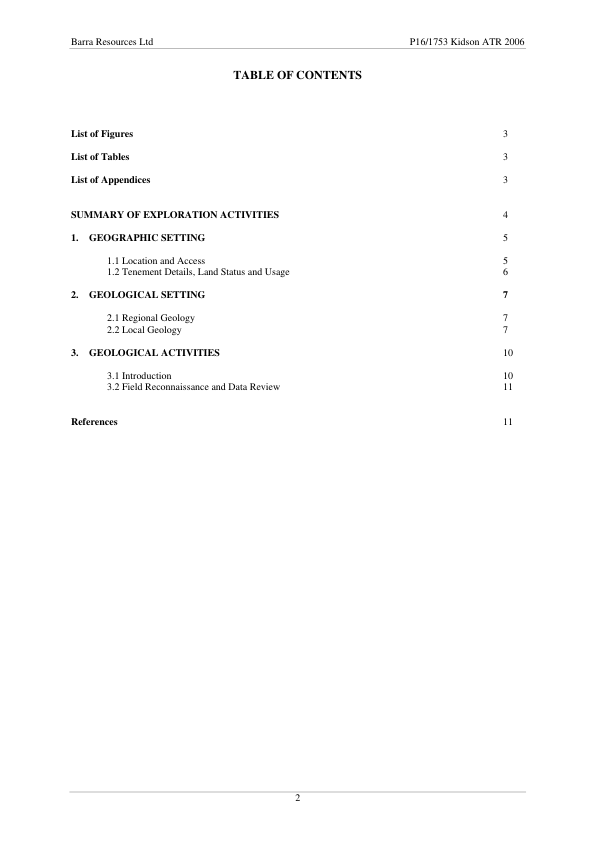 Barra Resources Ltd P16/1753 Kidson ATR 2006
TABLE OF CONTENTS
List of Figures 3
List of Tables 3
List of Appendices 3
SUMMARY OF EXPLORATION ACTIVITIES 4
1. GEOGRAPHIC SETTING 5
1.1 Location and Access 5
1.2 Tenement Details, Land Status and Usage 6
2. GEOLOGICAL SETTING 7
2.1 Regional Geology 7
2.2 Local Geology 7
3. GEOLOGICAL ACTIVITIES 10
3.1 Introduction 10
3.2 Field Reconnaissance and Data Review 11
References 11
2